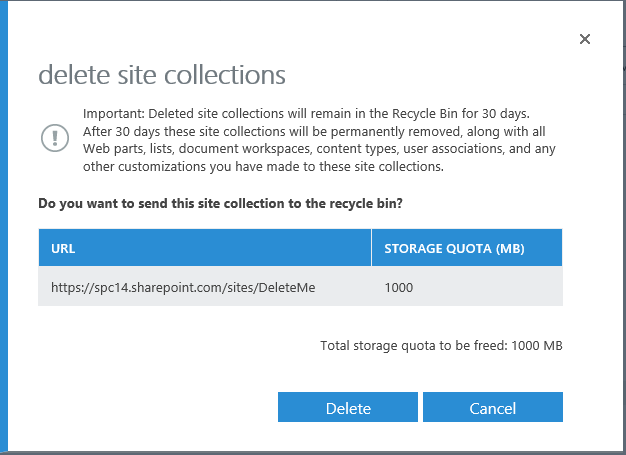 delete site collections
Important: Deleted site collections will remain in the Recycle Bin for 30 days.
After 30 days these site collections will be permanently removed, along with all
Web parts, lists, document workspaces, content types, user associations, and any
other customizations you have made to these site collections.
Do you want to send this site collection to the recycle bin?
URL STORAGE QUOTA (MB)
https://spc14.sharepoint.com/sites/DeleteMe 1000
Total storage quota to be freed: 1000 MB
Delete Cancel